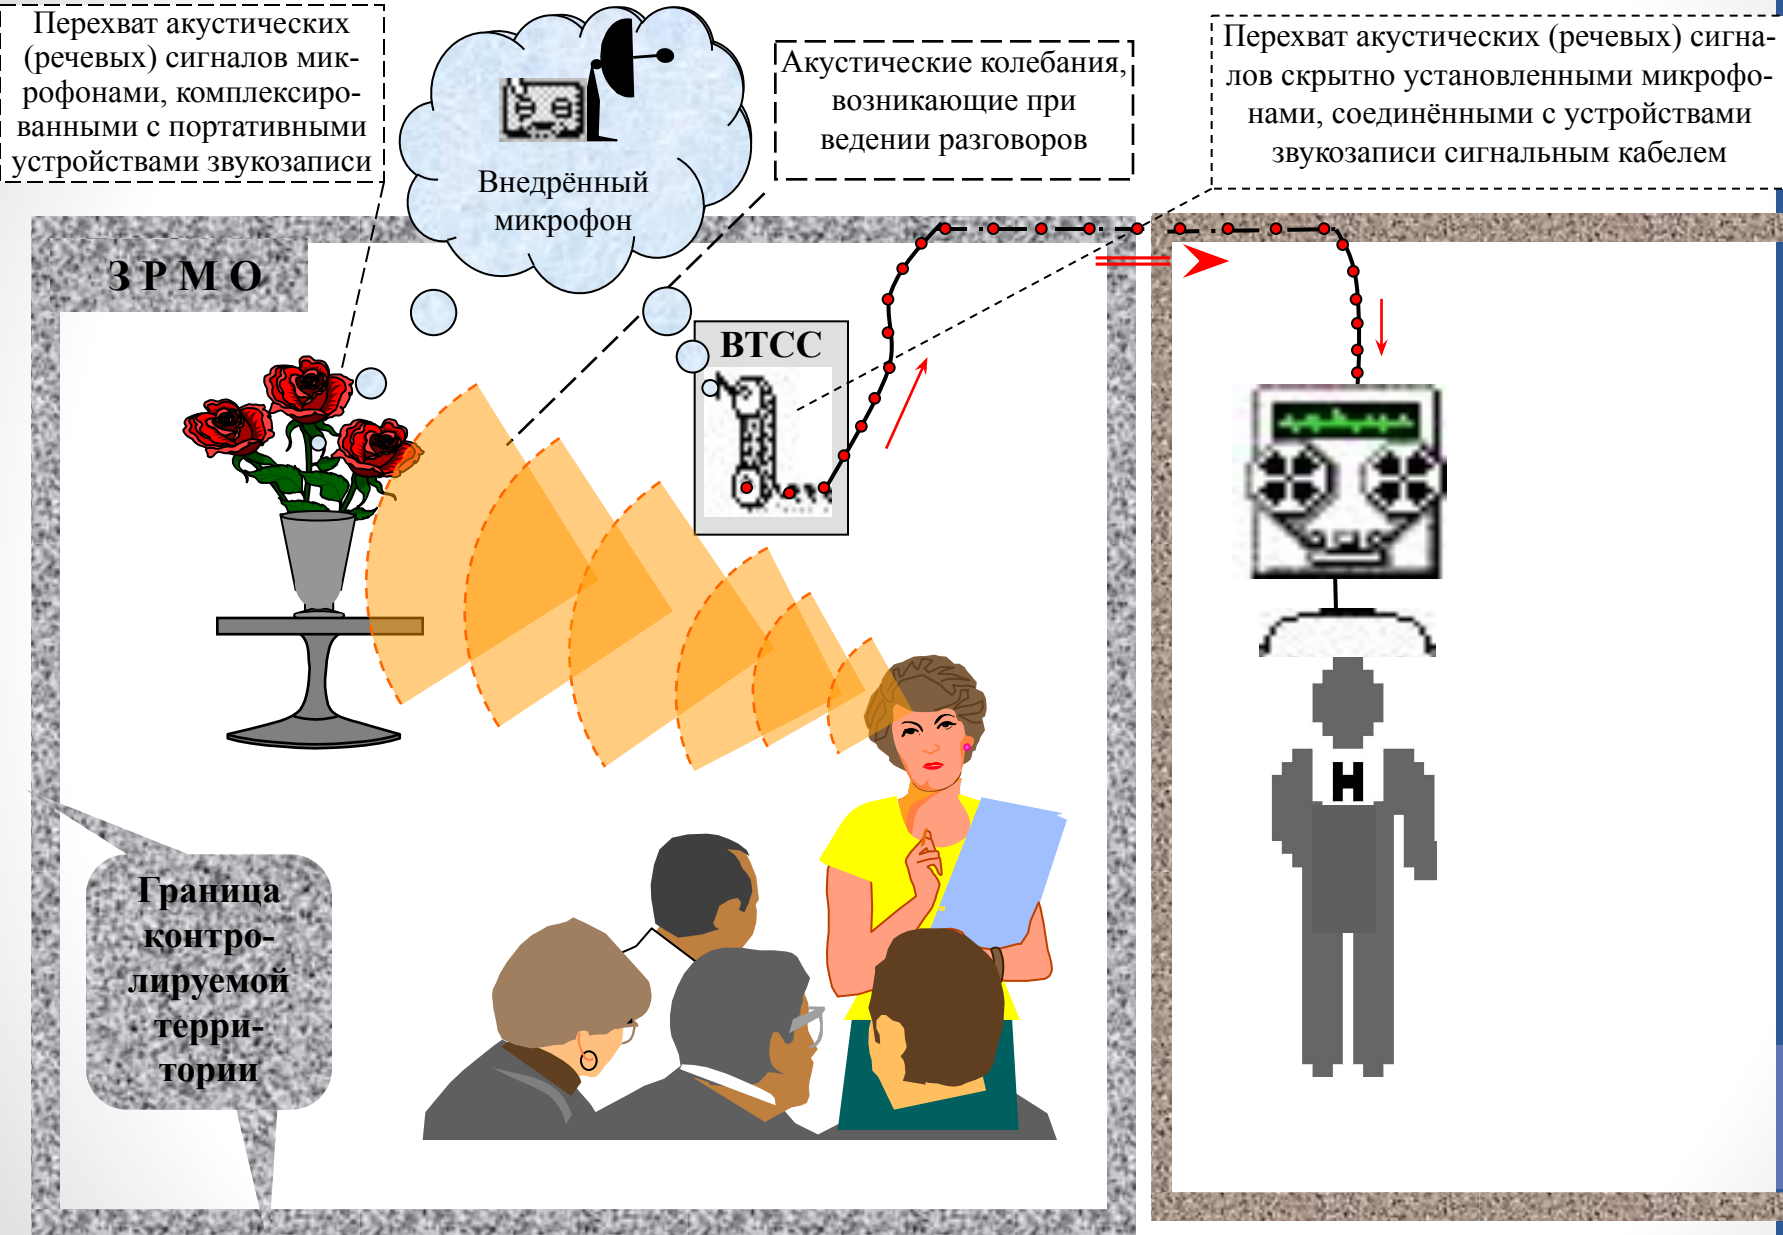 Перехват акустических
(речевых) сигналов мик-
рофонами, комплексиро-
ванными с портативными
устройствами звукозаписи
Внедрённый
микрофон
Акустические колебания,
возникающие при
ведении разговоров
Перехват акустических (речевых) сигна-
лов скрытно установленными микрофо-
нами, соединёнными с устройствами
звукозаписи сигнальным кабелем
З Р М О
ВТСС
Н
Граница
контро-
лируемой
терри-
тории